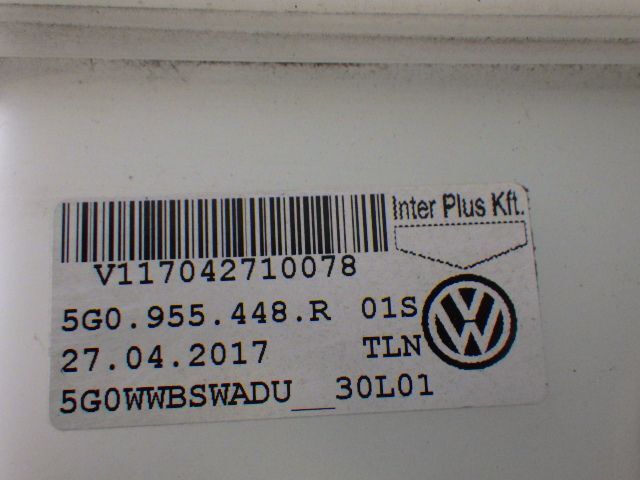 Inter Plus Kft.
V117042710078
5G0.955.448.R 01S
27.04.2017 TLN
5G0WWBSWADU__30L01